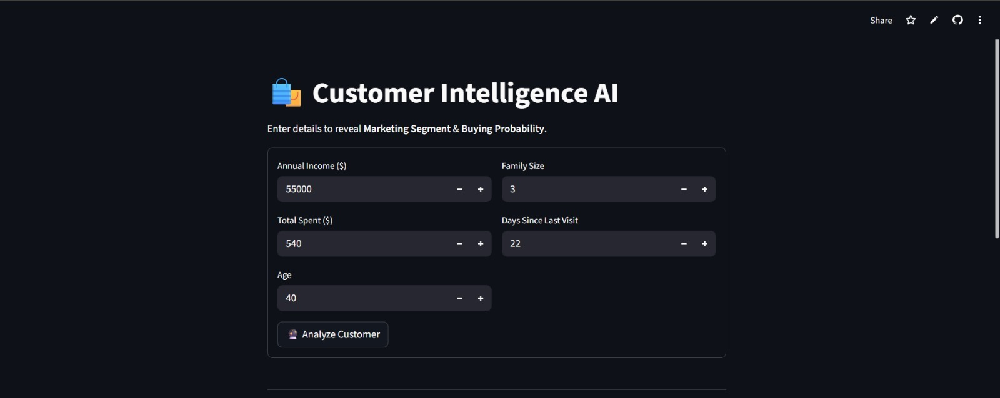 Share
Customer Intelligence AI
Enter details to reveal Marketing Segment & Buying Probability.
Annual Income ($)
55000
Family Size
3
Total Spent ($)
540
Days Since Last Visit
22
Age
40
Analyze Customer